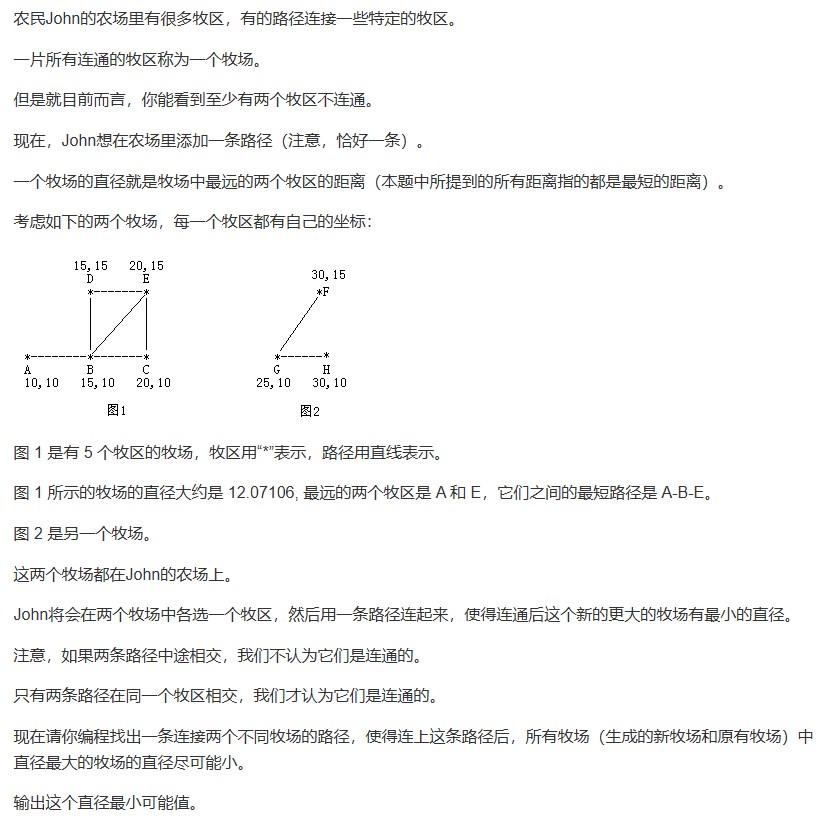 农民John的农场里有很多牧区，有的路径连接一些特定的牧区。
一片所有连通的牧区称为一个牧场。
但是就目前而言，你能看到至少有两个牧区不连通。
现在，John想在农场里添加一条路径（注意，恰好一条）。
一个牧场的直径就是牧场中最远的两个牧区的距离（本题中所提到的所有距离指的都是最短的距离）。
考虑如下的两个牧场，每一个牧区都有自己的坐标：
15,15 20,15 30,15
D E F
A B C G H
10,10 15,10 20,10 25,10 30,10
图1 图2
图 1 是有 5 个牧区的牧场，牧区用“*”表示，路径用直线表示。
图 1 所示的牧场的直径大约是 12.07106, 最远的两个牧区是 A 和 E，它们之间的最短路径是 A-B-E。
图 2 是另一个牧场。
这两个牧场都在John的农场上。
John将会在两个牧场中各选一个牧区，然后用一条路径连起来，使得连通后这个新的更大的牧场有最小的直径。
注意，如果两条路径中途相交，我们不认为它们是连通的。
只有两条路径在同一个牧区相交，我们才认为它们是连通的。
现在请你编程找出一条连接两个不同牧场的路径，使得连上这条路径后，所有牧场（生成的新牧场和原有牧场）中
直径最大的牧场的直径尽可能小。
输出这个直径最小可能值。